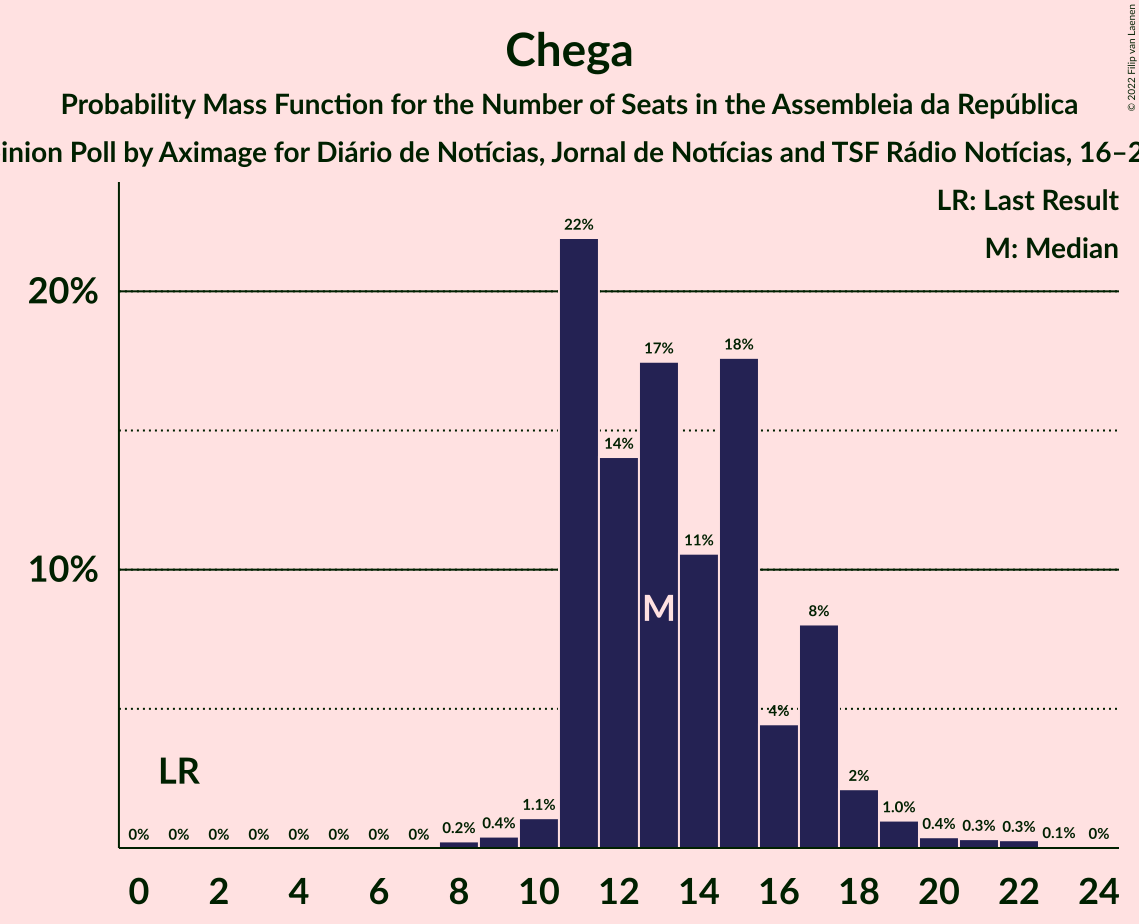 Chega
Probability Mass Function for the Number of Seats in the Assembleia da República
inion Poll by Aximage for Diário de Notícias, Jornal de Notícias and TSF Rádio Notícias, 16–2
© 2022 Filip van Laenen
LR: Last Result
M: Median
22%
20%
18%
17%
14%
11%
10%
M
8%
4%
LR
2%
1.1%
1.0%
0% 0% 0% 0% 0% 0% 0% 0% 0.2% 0.4% 0.4% 0.3% 0.3% 0.1% 0%
0 2 4 6 8 10 12 14 16 18 20 22 24